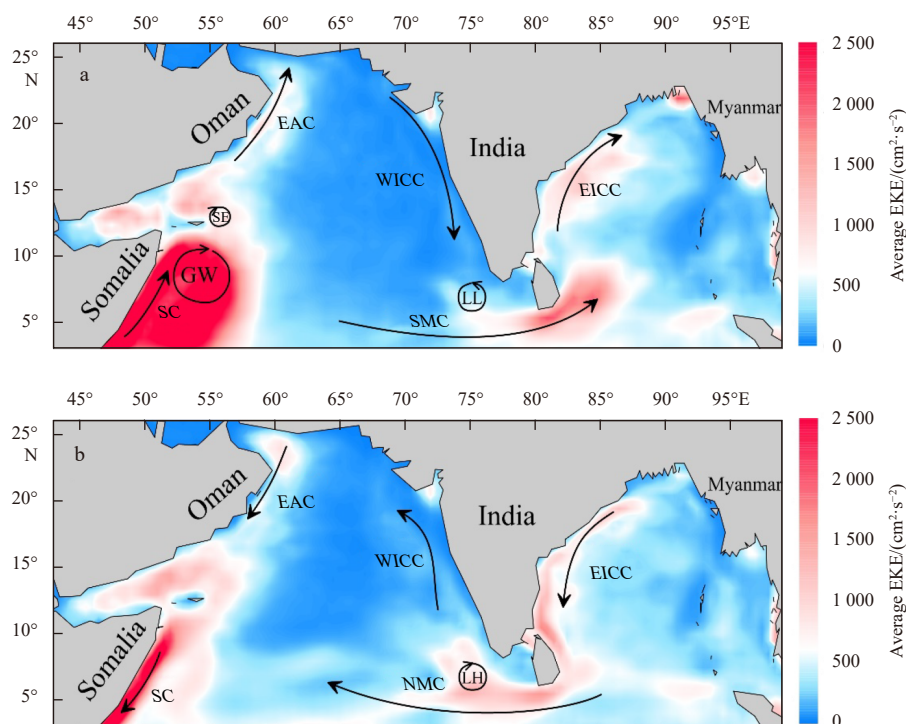 45° 50° 55° 60° 65° 70° 75° 80° 85° 90° 95°E
25°
N
20°
15°
10°
5°
a
Oman
EAC
WICC
India
EICC
Myanmar
SE
Somalia
GW
SC
LL
SMC
2 500
2 000
1 500
1 000
500
0
Average EKE/(cm²·s⁻²)
45° 50° 55° 60° 65° 70° 75° 80° 85° 90° 95°E
25°
N
20°
15°
10°
5°
b
Oman
EAC
WICC
India
EICC
Myanmar
Somalia
SC
NMC
LH
2 500
2 000
1 500
1 000
500
0
Average EKE/(cm²·s⁻²)